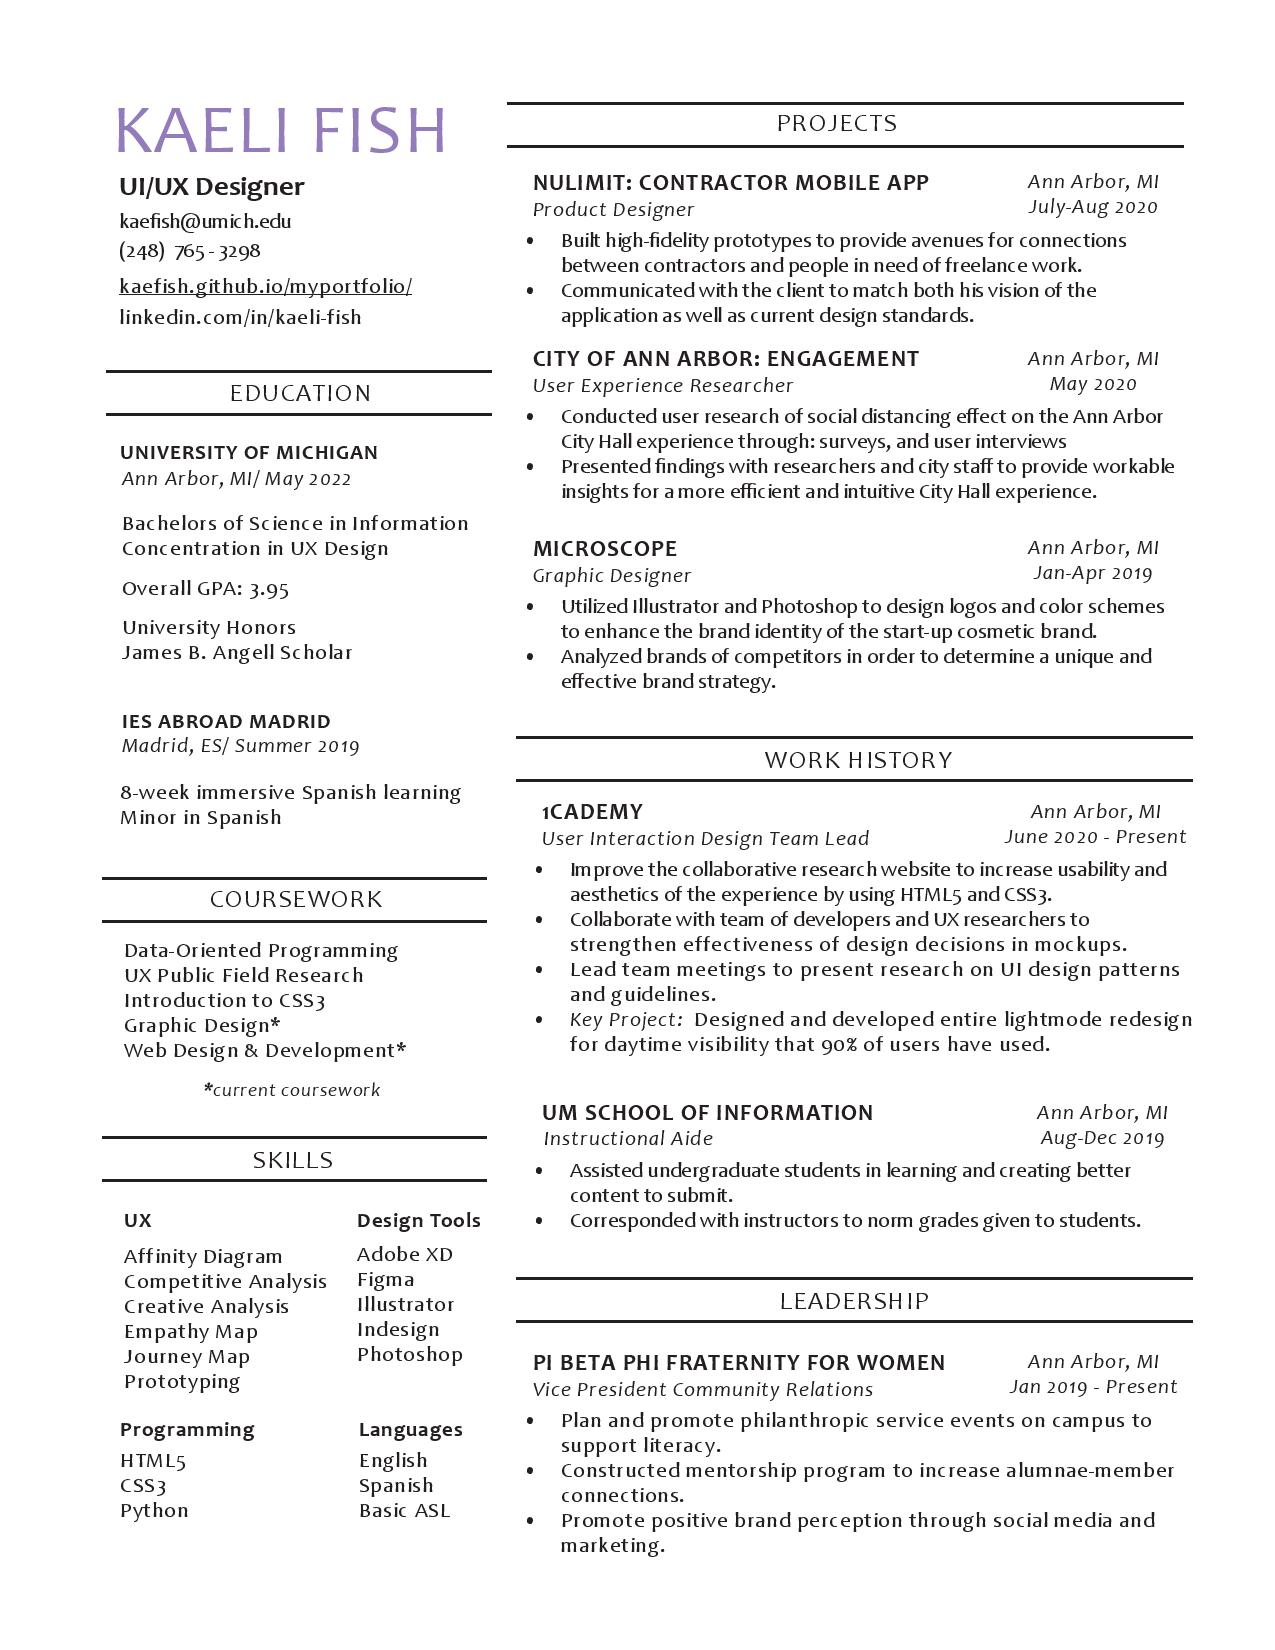 KAELI FISH
UI/UX Designer
kaefish@umich.edu
(248) 765-3298
kaefish.github.io/myportfolio/
linkedin.com/in/kaeli-fish
EDUCATION
UNIVERSITY OF MICHIGAN
Ann Arbor, MI/ May 2022
Bachelors of Science in Information
Concentration in UX Design
Overall GPA: 3.95
University Honors
James B. Angell Scholar
IES ABROAD MADRID
Madrid, ES/ Summer 2019
8-week immersive Spanish learning
Minor in Spanish
COURSEWORK
Data-Oriented Programming
UX Public Field Research
Introduction to CSS3
Graphic Design*
Web Design & Development*
*current coursework
SKILLS
UX
Affinity Diagram
Competitive Analysis
Creative Analysis
Empathy Map
Journey Map
Prototyping
Design Tools
Adobe XD
Figma
Illustrator
Indesign
Photoshop
Programming
HTML5
CSS3
Python
Languages
English
Spanish
Basic ASL
PROJECTS
NULIMIT: CONTRACTOR MOBILE APP
Ann Arbor, MI
Product Designer
July-Aug 2020
• Built high-fidelity prototypes to provide avenues for connections
between contractors and people in need of freelance work.
• Communicated with the client to match both his vision of the
application as well as current design standards.
CITY OF ANN ARBOR: ENGAGEMENT
Ann Arbor, MI
User Experience Researcher
May 2020
• Conducted user research of social distancing effect on the Ann Arbor
City Hall experience through: surveys, and user interviews
• Presented findings with researchers and city staff to provide workable
insights for a more efficient and intuitive City Hall experience.
MICROSCOPE
Ann Arbor, MI
Graphic Designer
Jan-Apr 2019
• Utilized Illustrator and Photoshop to design logos and color schemes
to enhance the brand identity of the start-up cosmetic brand.
• Analyzed brands of competitors in order to determine a unique and
effective brand strategy.
WORK HISTORY
1CADEMY
Ann Arbor, MI
User Interaction Design Team Lead
June 2020 - Present
• Improve the collaborative research website to increase usability and
aesthetics of the experience by using HTML5 and CSS3.
• Collaborate with team of developers and UX researchers to
strengthen effectiveness of design decisions in mockups.
• Lead team meetings to present research on UI design patterns
and guidelines.
• Key Project: Designed and developed entire lightmode redesign
for daytime visibility that 90% of users have used.
UM SCHOOL OF INFORMATION
Ann Arbor, MI
Instructional Aide
Aug-Dec 2019
• Assisted undergraduate students in learning and creating better
content to submit.
• Corresponded with instructors to norm grades given to students.
LEADERSHIP
PI BETA PHI FRATERNITY FOR WOMEN
Ann Arbor, MI
Vice President Community Relations
Jan 2019 - Present
• Plan and promote philanthropic service events on campus to
support literacy.
• Constructed mentorship program to increase alumnae-member
connections.
• Promote positive brand perception through social media and
marketing.